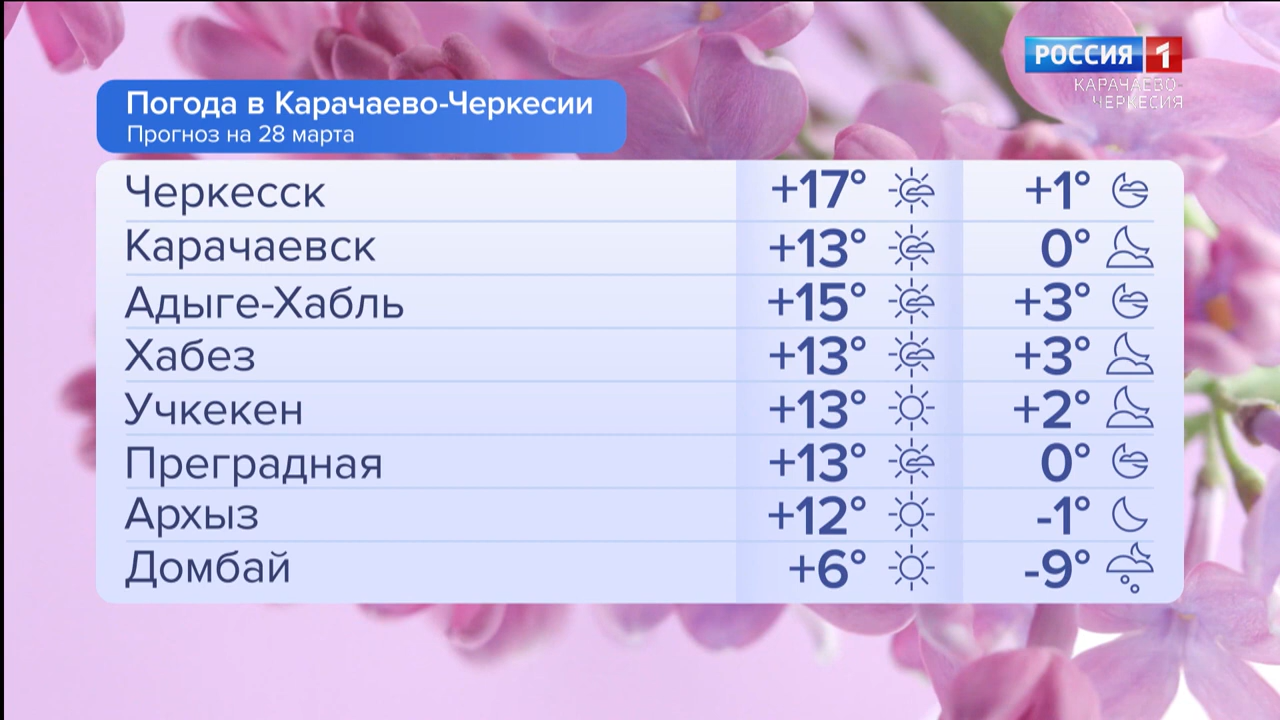 РОССИЯ 1
КАРАЧАЕВО-
ЧЕРКЕСИЯ
Погода в Карачаево-Черкесии
Прогноз на 28 марта
Черкесск +17° +1°
Карачаевск +13° 0°
Адыге-Хабль +15° +3°
Хабез +13° +3°
Учкекен +13° +2°
Преградная +13° 0°
Архыз +12° -1°
Домбай +6° -9°